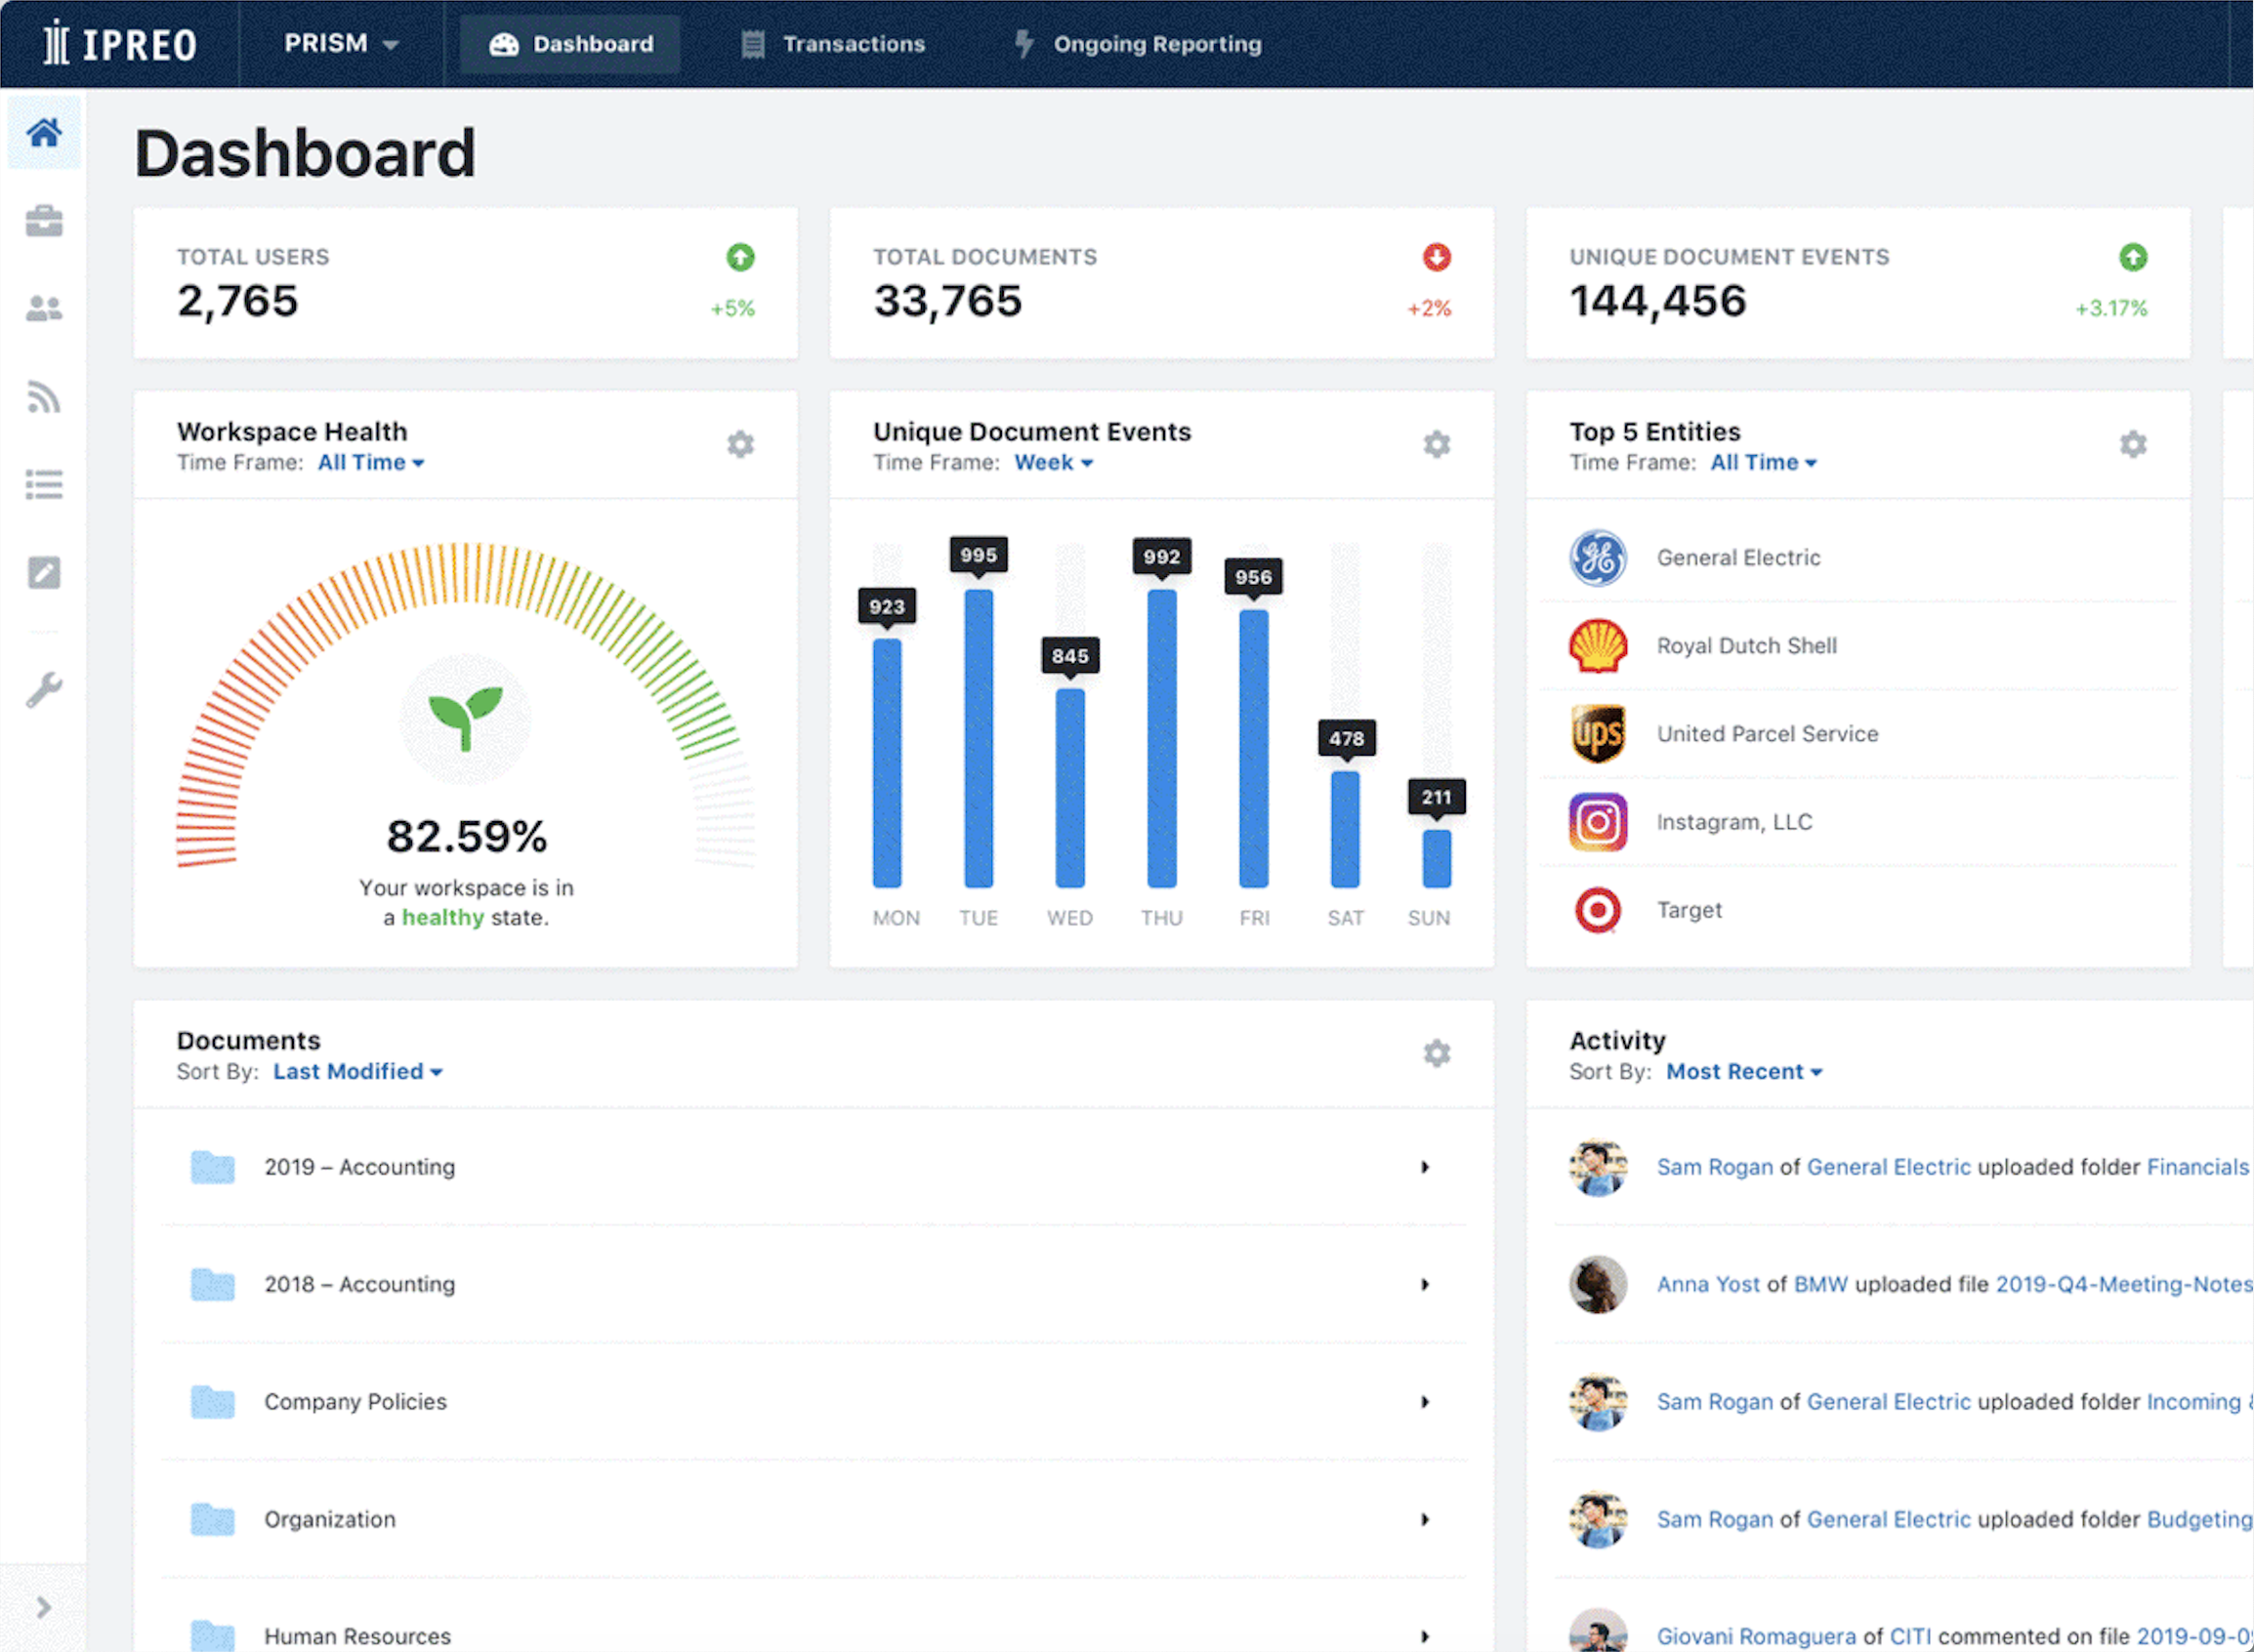 IPREO
PRISM
Dashboard
Transactions
Ongoing Reporting
Dashboard
TOTAL USERS
2,765
+5%
TOTAL DOCUMENTS
33,765
+2%
UNIQUE DOCUMENT EVENTS
144,456
+3.17%
Workspace Health
Time Frame: All Time
82.59%
Your workspace is in
a healthy state.
Unique Document Events
Time Frame: Week
923
995
845
992
956
478
211
MON TUE WED THU FRI SAT SUN
Top 5 Entities
Time Frame: All Time
GE
General Electric
Royal Dutch Shell
ups
United Parcel Service
Instagram, LLC
Target
Documents
Sort By: Last Modified
2019 – Accounting
2018 – Accounting
Company Policies
Organization
Human Resources
Activity
Sort By: Most Recent
Sam Rogan of General Electric uploaded folder Financials
Anna Yost of BMW uploaded file 2019-Q4-Meeting-Notes
Sam Rogan of General Electric uploaded folder Incoming
Sam Rogan of General Electric uploaded folder Budgeting
Giovani Romaguera of CITI commented on file 2019-09-0